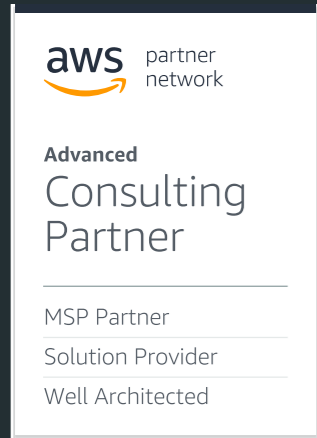 aws partner
network
Advanced
Consulting
Partner
MSP Partner
Solution Provider
Well Architected